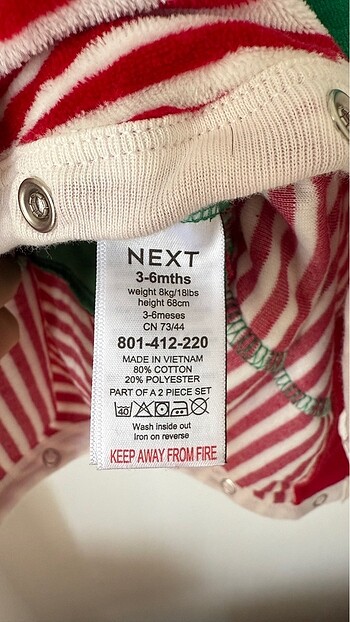 NEXT
3-6mths
weight 8kg/18lbs
height 68cm
3-6meses
CN 73/44
801-412-220
MADE IN VIETNAM
80% COTTON
20% POLYESTER
PART OF A 2 PIECE SET
40
Wash inside out
Iron on reverse
KEEP AWAY FROM FIRE